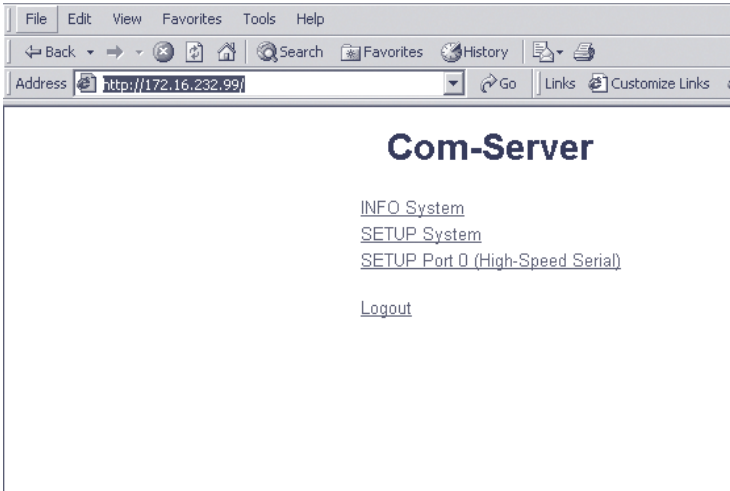 File Edit View Favorites Tools Help
Back Search Favorites History
Address http://172.16.232.99/ Go Links Customize Links
Com-Server
INFO System
SETUP System
SETUP Port 0 (High-Speed Serial)
Logout